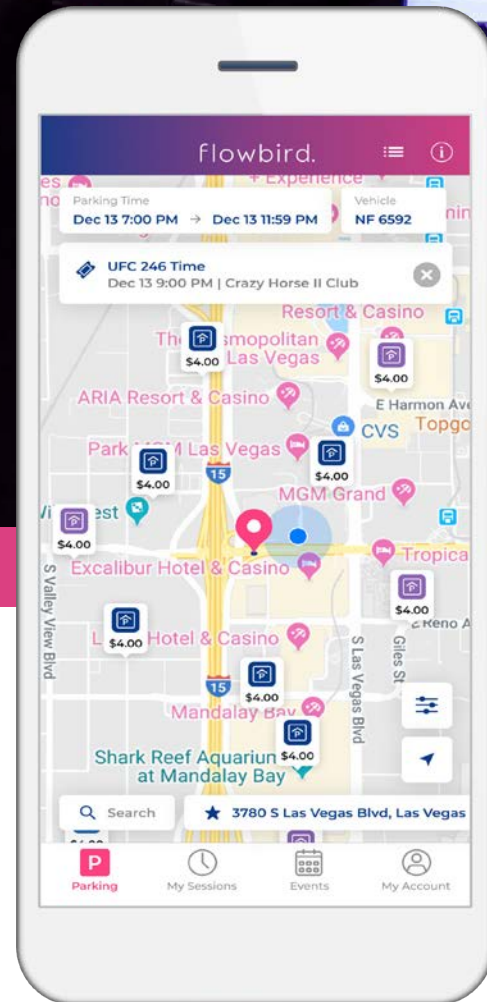 flowbird.
+ Experience
Parking Time
Dec 13 7:00 PM → Dec 13 11:59 PM
Vehicle
NF 6592
UFC 246 Time
Dec 13 9:00 PM | Crazy Horse II Club
Resort & Casino
The
smopolitan
Las Vegas
$4.00
$4.00
ARIA Resort & Casino
E Harmon Ave
CVS
Topgo
Park MGM Las Vegas
15
$4.00
$4.00
MGM Grand
$4.00
Tropica
Excalibur Hotel & Casino
S Valley View Blvd
$4.00
E Reno A
Hotel & Casino
$4.00
S Las Vegas Blvd
Giles St
15
$4.00
Mandalay Bay
Shark Reef Aquarium
$4.00
at Mandalay Bay
Search
3780 S Las Vegas Blvd, Las Vegas
P
Parking
My Sessions
Events
My Account